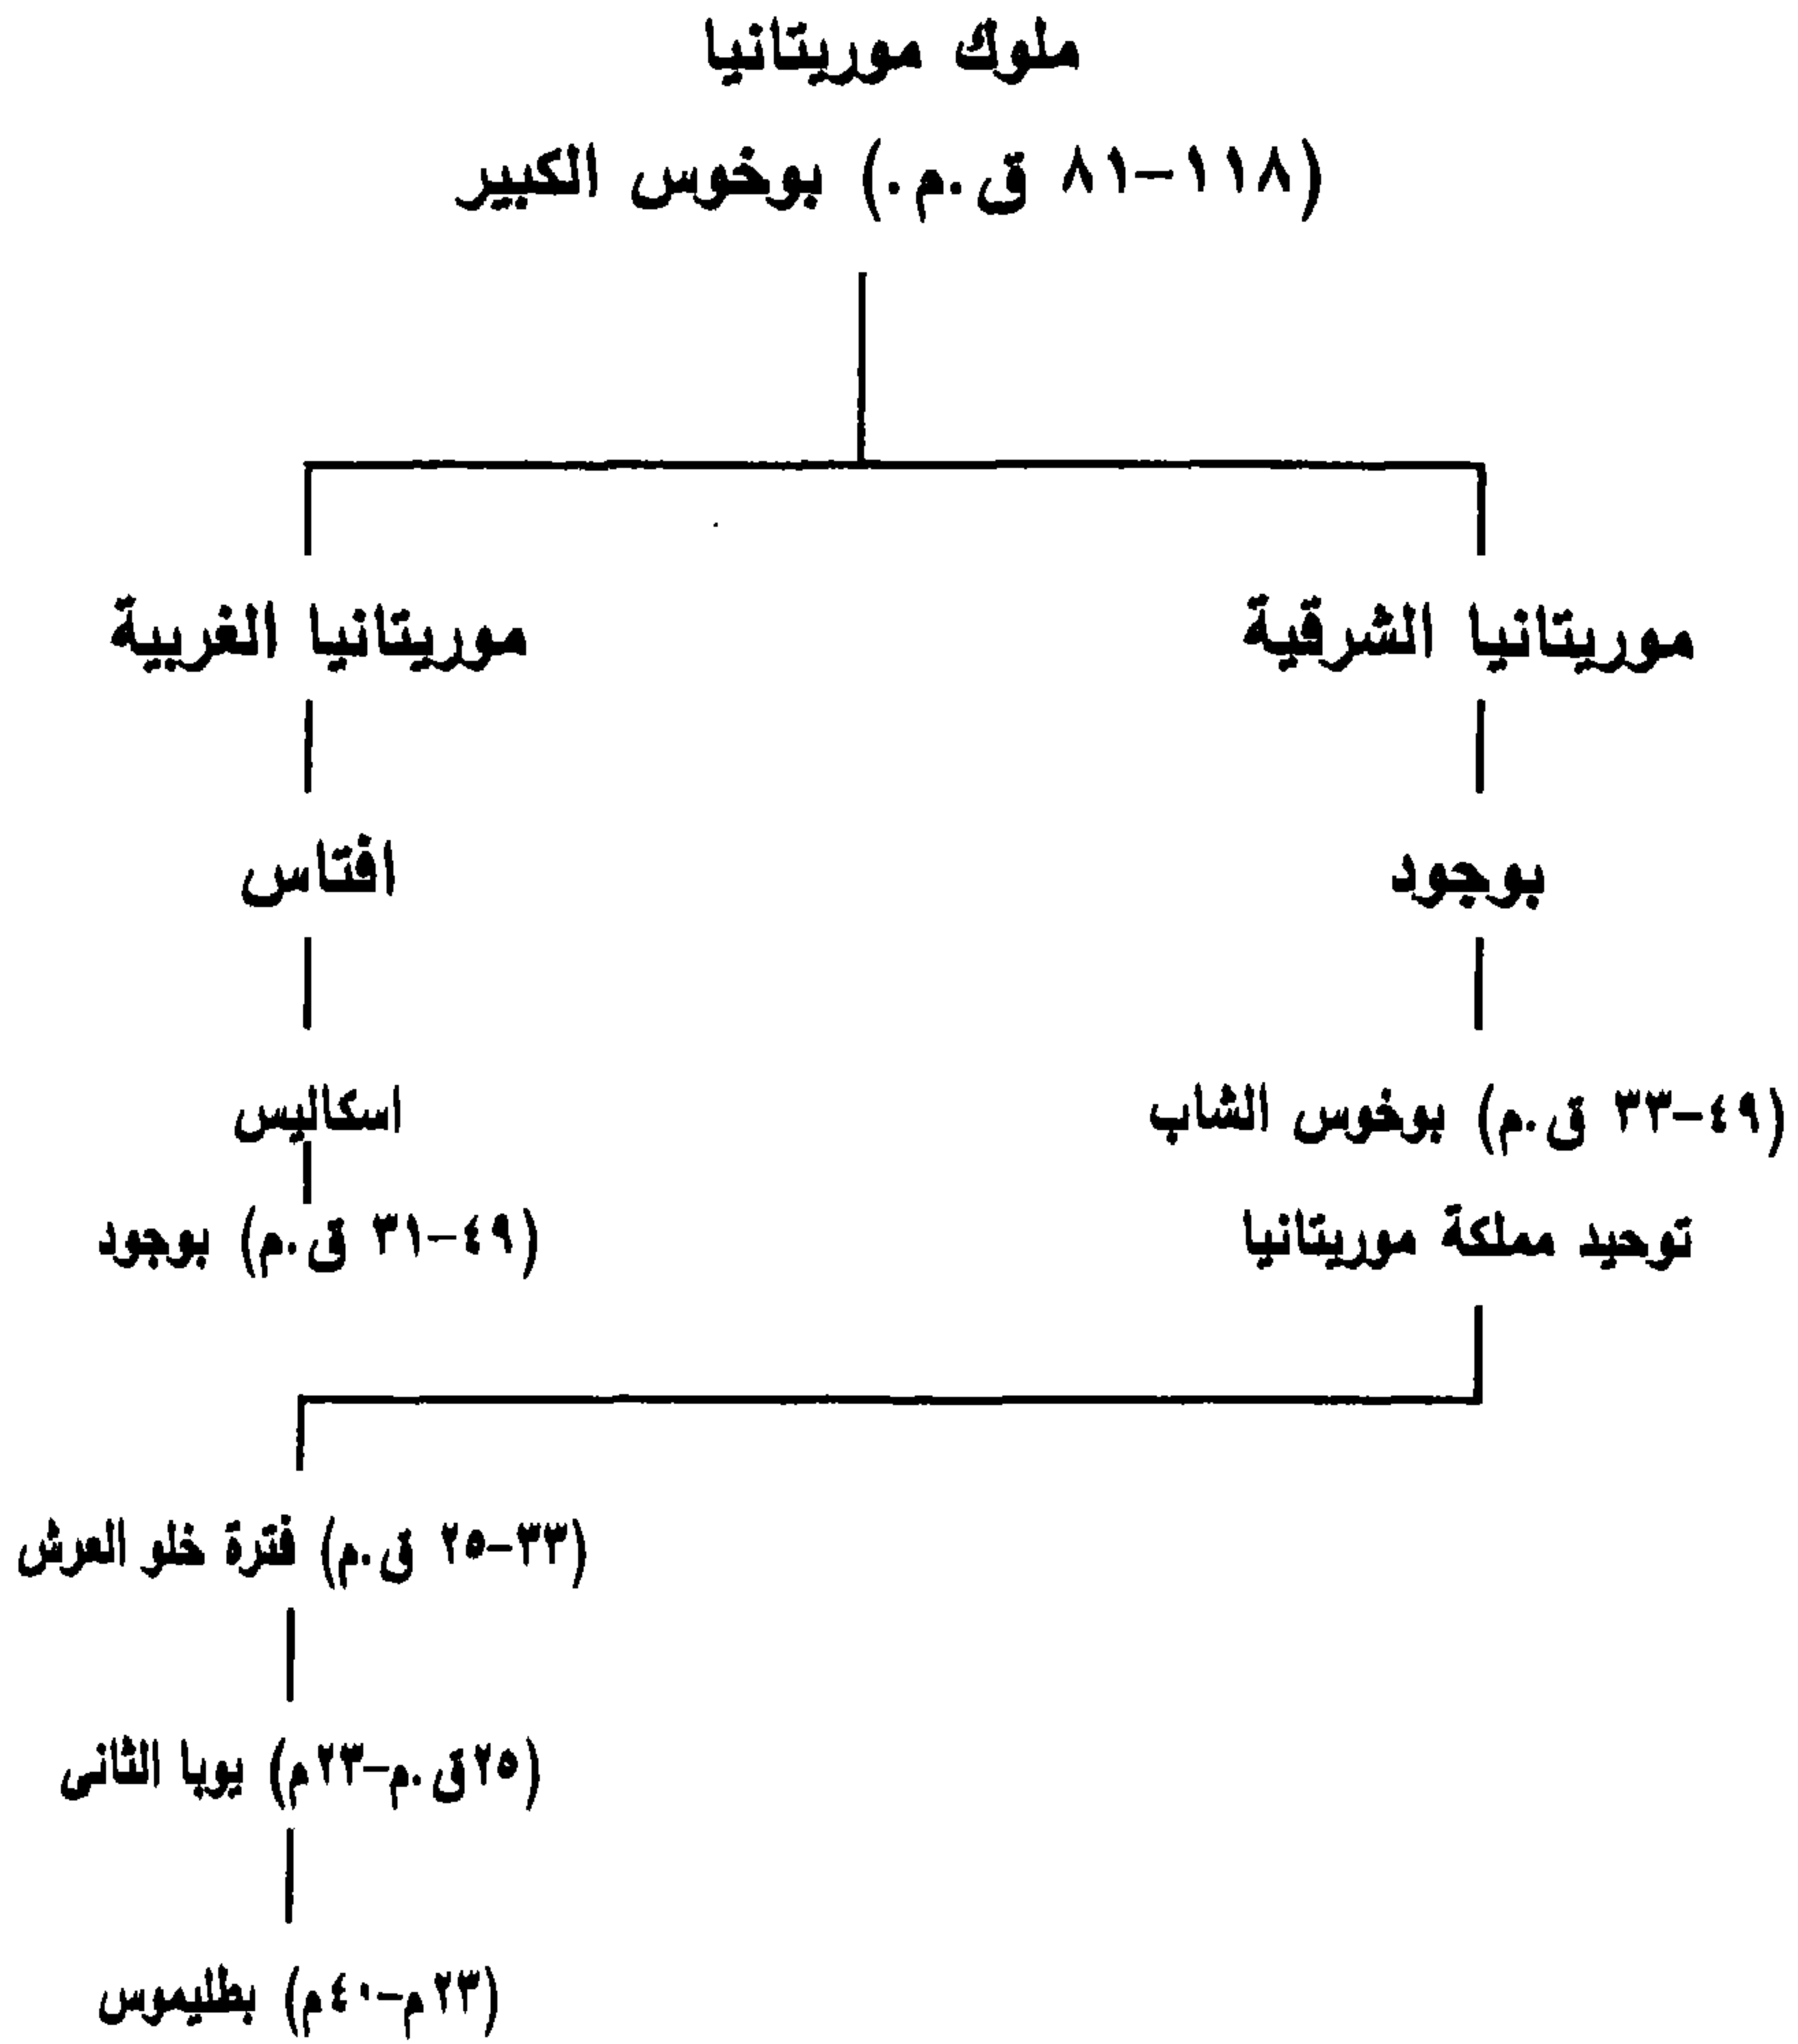 ملوك موريتانيا
(١١٨-٨١ ق.م.) بوخوس الكبير
موريتانيا الشرقية
موريتانيا الغربية
بوجود
افتاس
(٤٩-٣٣ ق.م) بوخوس الشاب
اسكاليس
توحيد مملكة موريتانيا
(٤٩-٣١ ق.م) بوجود
(٣٣-٢٥ ق.م) فترة خلو العرش
(٢٥ق.م-٢٣م) يوبا الثانى
(٢٣م-٤٠م) بطليموس